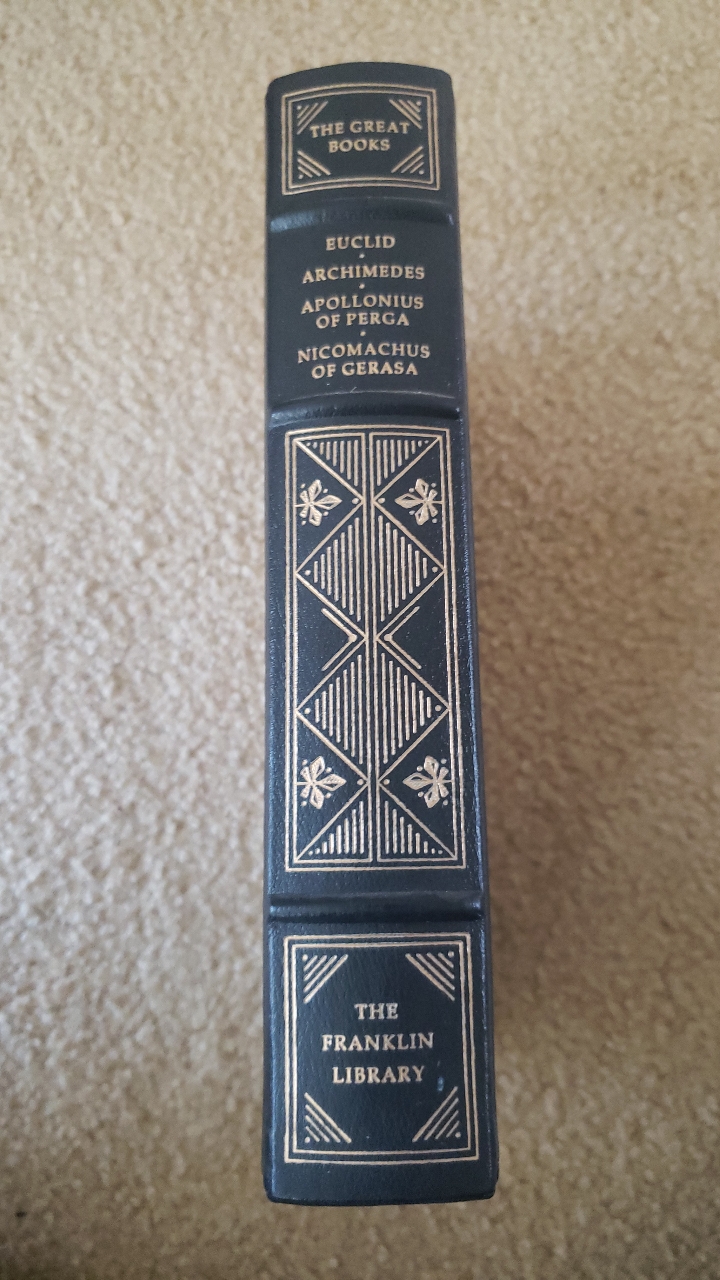 THE GREAT
BOOKS
EUCLID
·
ARCHIMEDES
·
APOLLONIUS
OF PERGA
·
NICOMACHUS
OF GERASA
THE
FRANKLIN
LIBRARY